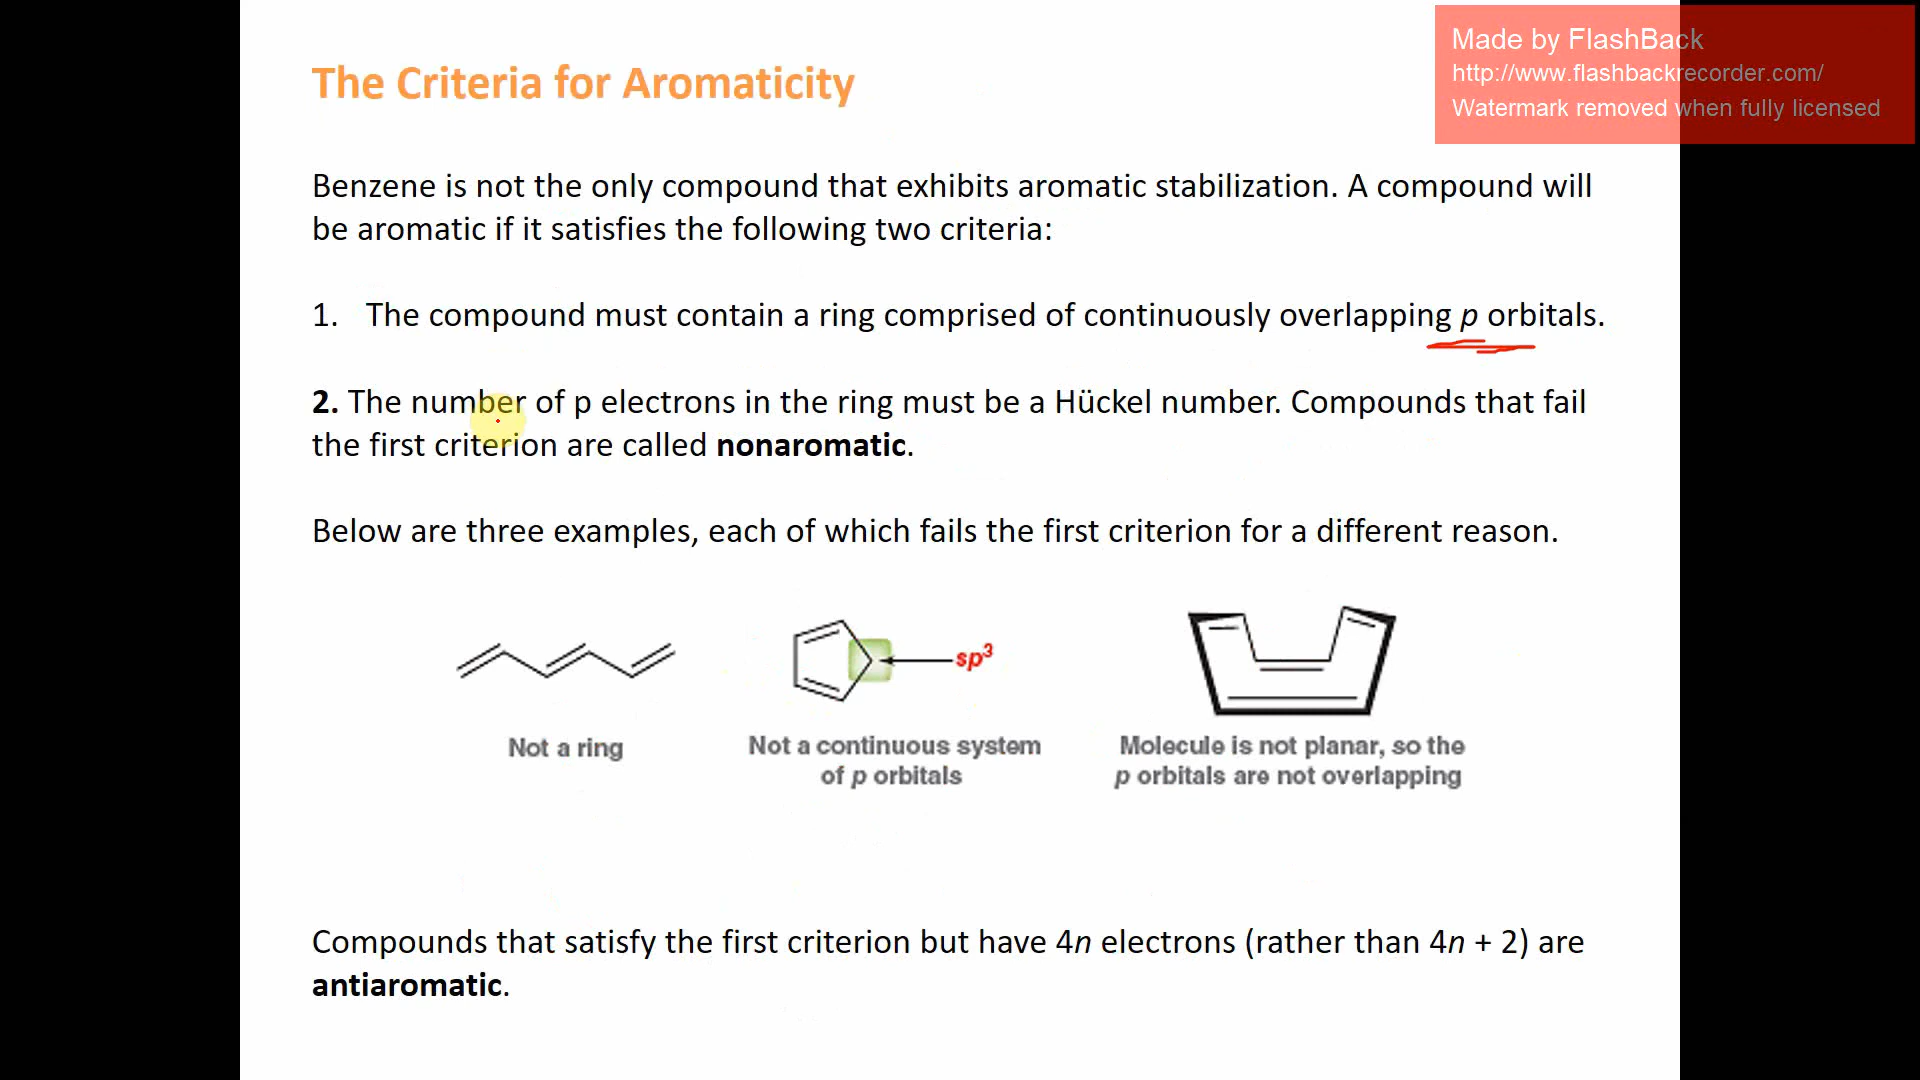 The Criteria for Aromaticity
Made by FlashBack
http://www.flashbackrecorder.com/
Watermark removed when fully licensed
Benzene is not the only compound that exhibits aromatic stabilization. A compound will
be aromatic if it satisfies the following two criteria:
1. The compound must contain a ring comprised of continuously overlapping p orbitals.
2. The number of p electrons in the ring must be a Hückel number. Compounds that fail
the first criterion are called nonaromatic.
Below are three examples, each of which fails the first criterion for a different reason.
sp³
Not a ring
Not a continuous system
of p orbitals
Molecule is not planar, so the
p orbitals are not overlapping
Compounds that satisfy the first criterion but have 4n electrons (rather than 4n + 2) are
antiaromatic.